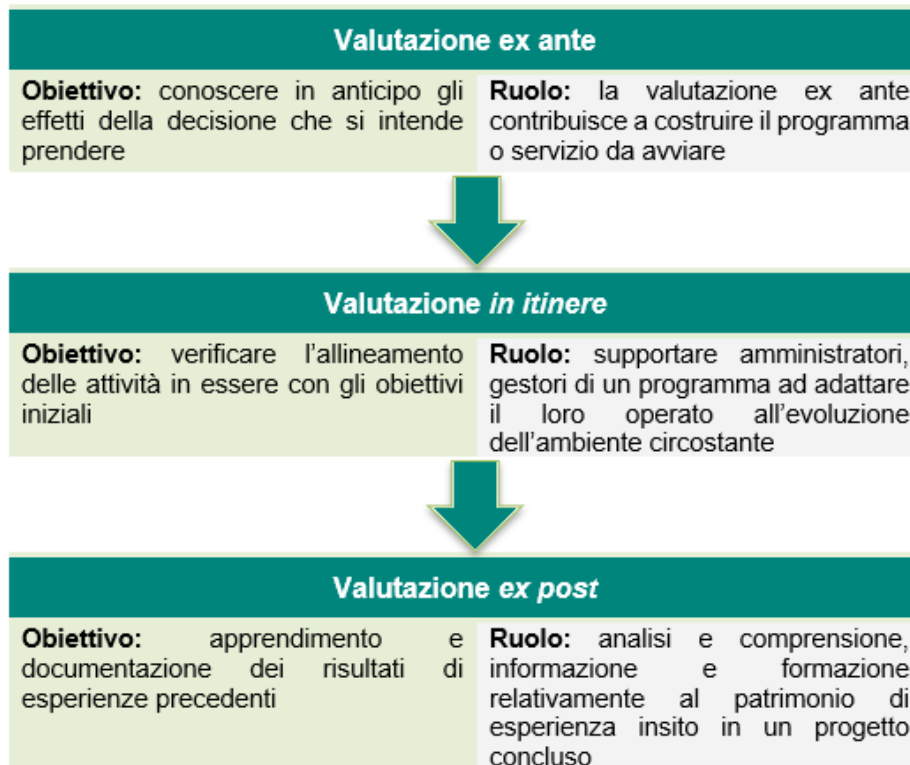 Valutazione ex ante
Obiettivo: conoscere in anticipo gli
effetti della decisione che si intende
prendere
Ruolo: la valutazione ex ante
contribuisce a costruire il programma
o servizio da avviare
Valutazione in itinere
Obiettivo: verificare l'allineamento
delle attività in essere con gli obiettivi
iniziali
Ruolo: supportare amministratori,
gestori di un programma ad adattare
il loro operato all'evoluzione
dell'ambiente circostante
Valutazione ex post
Obiettivo: apprendimento e
documentazione dei risultati di
esperienze precedenti
Ruolo: analisi e comprensione,
informazione e formazione
relativamente al patrimonio di
esperienza insito in un progetto
concluso